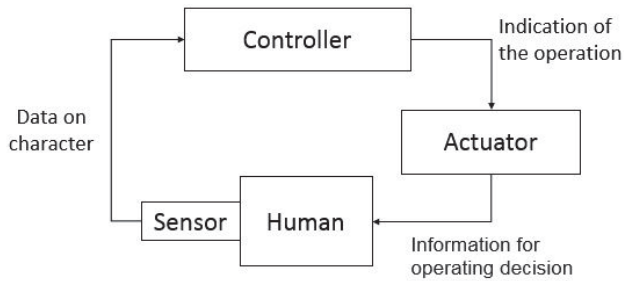 Controller
Indication of
the operation
Data on
character
Actuator
Sensor
Human
Information for
operating decision